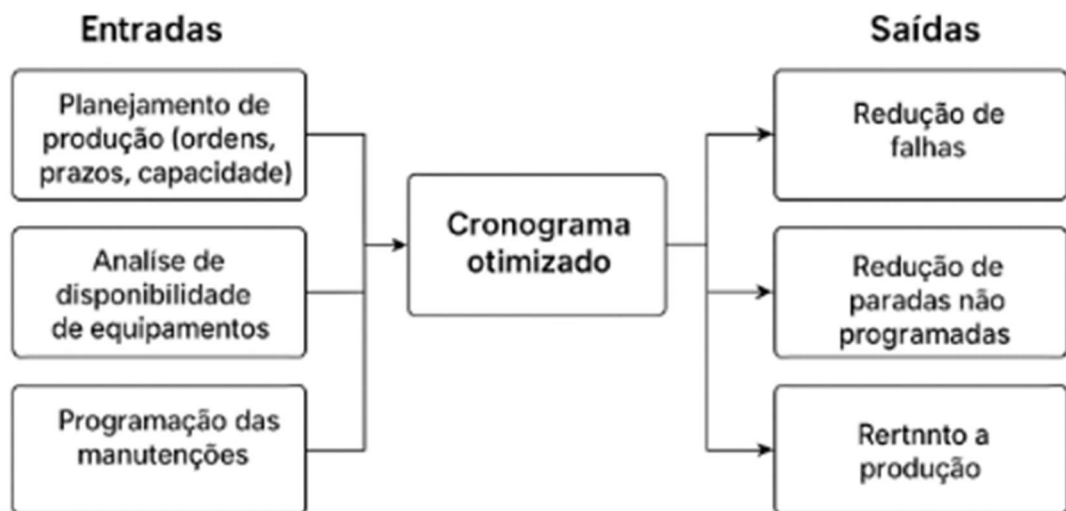 Entradas
Planejamento de
produção (ordens,
prazos, capacidade)
Analíse de
disponibilidade
de equipamentos
Programação das
manutenções
Cronograma
otimizado
Saídas
Redução de
falhas
Redução de
paradas não
programadas
Rertnnto a
produção